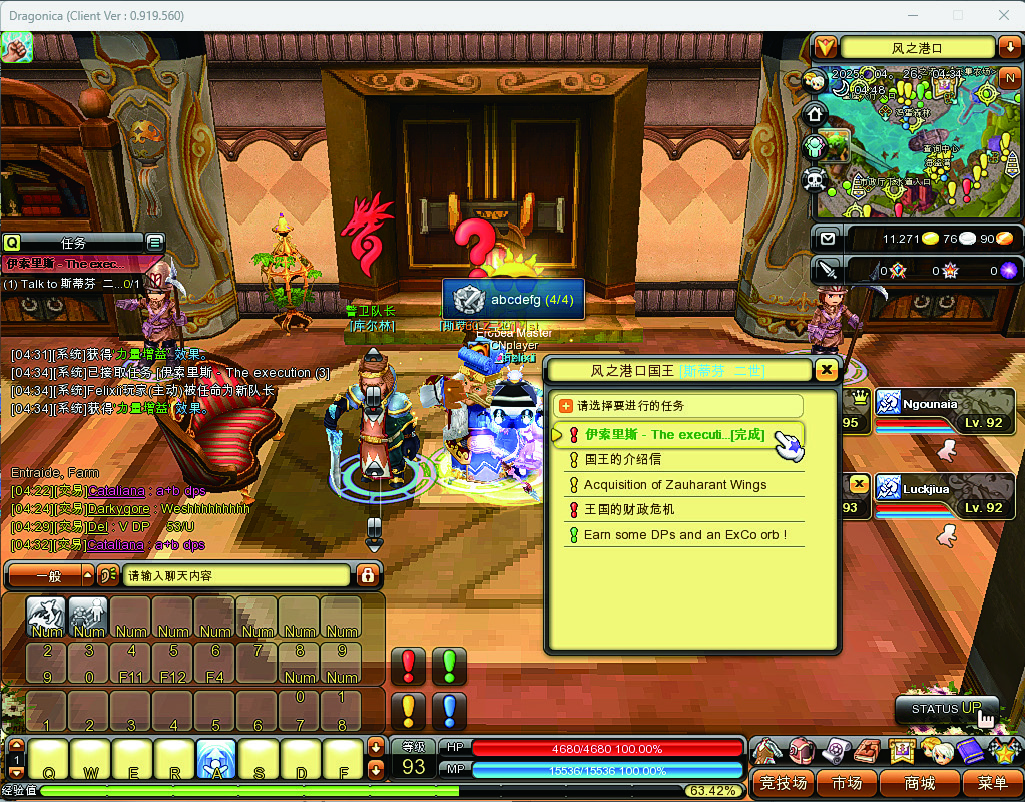 Dragonica (Client Ver : 0.919.560)
风之港口
N
Q
任务
伊索里斯 - The exec...
(1) Talk to 斯蒂芬 二...0/1
11.271
76
90
0
0
0
abcdefg (4/4)
警卫队长
[库尔林]
Master
CNplayer
[04:31][系统]获得'力量增益' 效果。
[04:34][系统]已接取任务 [伊索里斯 - The execution (3)]
[04:34][系统]Felixii玩家(主动)被任命为新队长
[04:34][系统]获得'力量增益' 效果。
风之港口国王 [斯蒂芬 二世]
请选择要进行的任务
伊索里斯 - The executi...[完成]
国王的介绍信
Acquisition of Zauharant Wings
王国的财政危机
Earn some DPs and an ExCo orb !
Ngounaia
95
Lv. 92
Luckjiua
93
Lv. 92
Entraide, Farm
[04:22][交易]Cataliana : a+b dps
[04:24][交易]Darkygore : Weshhhhhhhhh
[04:29][交易]Del : V DP 53/U
[04:32][交易]Cataliana : a+b dps
一般
请输入聊天内容
Num Num Num Num Num Num Num Num
2 3 4 5 6 7 8 9
9 0 F11 F12 F4 Num Num
0 1
1 2 3 4 5 6 7 8
STATUS UP
1
Q W E R A S D F
等级
93
HP
4680/4680 100.00%
MP
15536/15536 100.00%
经验值
63.42%
竞技场
市场
商城
菜单